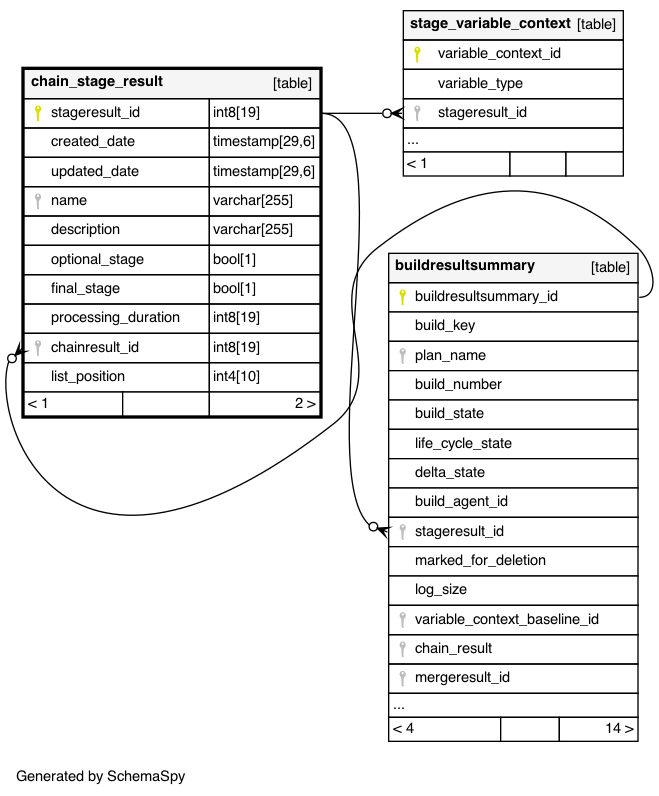 stage_variable_context [table]
variable_context_id
variable_type
stageresult_id
...
< 1
chain_stage_result [table]
stageresult_id int8[19]
created_date timestamp[29,6]
updated_date timestamp[29,6]
name varchar[255]
description varchar[255]
optional_stage bool[1]
final_stage bool[1]
processing_duration int8[19]
chainresult_id int8[19]
list_position int4[10]
< 1 2 >
buildresultsummary [table]
buildresultsummary_id
build_key
plan_name
build_number
build_state
life_cycle_state
delta_state
build_agent_id
stageresult_id
marked_for_deletion
log_size
variable_context_baseline_id
chain_result
mergeresult_id
...
< 4 14 >
Generated by SchemaSpy